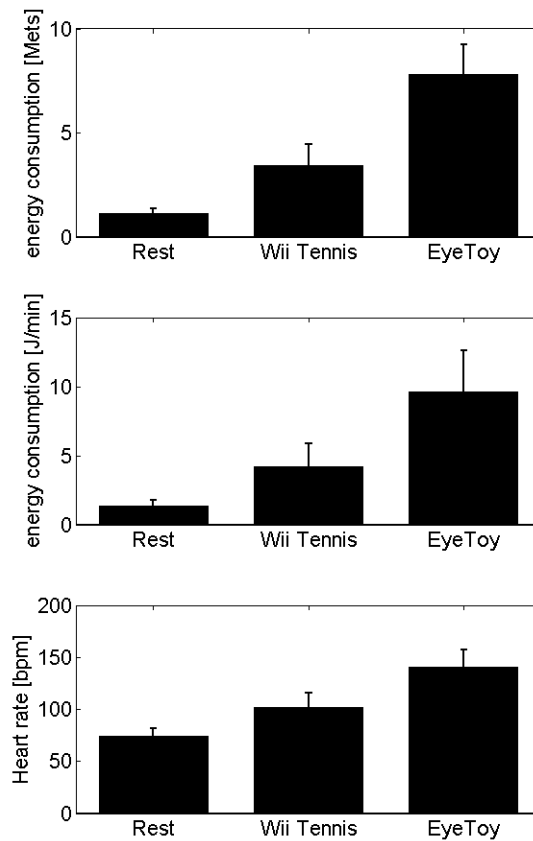 energy consumption [Mets]
10
5
0
Rest Wii Tennis EyeToy
energy consumption [J/min]
15
10
5
0
Rest Wii Tennis EyeToy
Heart rate [bpm]
200
150
100
50
0
Rest Wii Tennis EyeToy